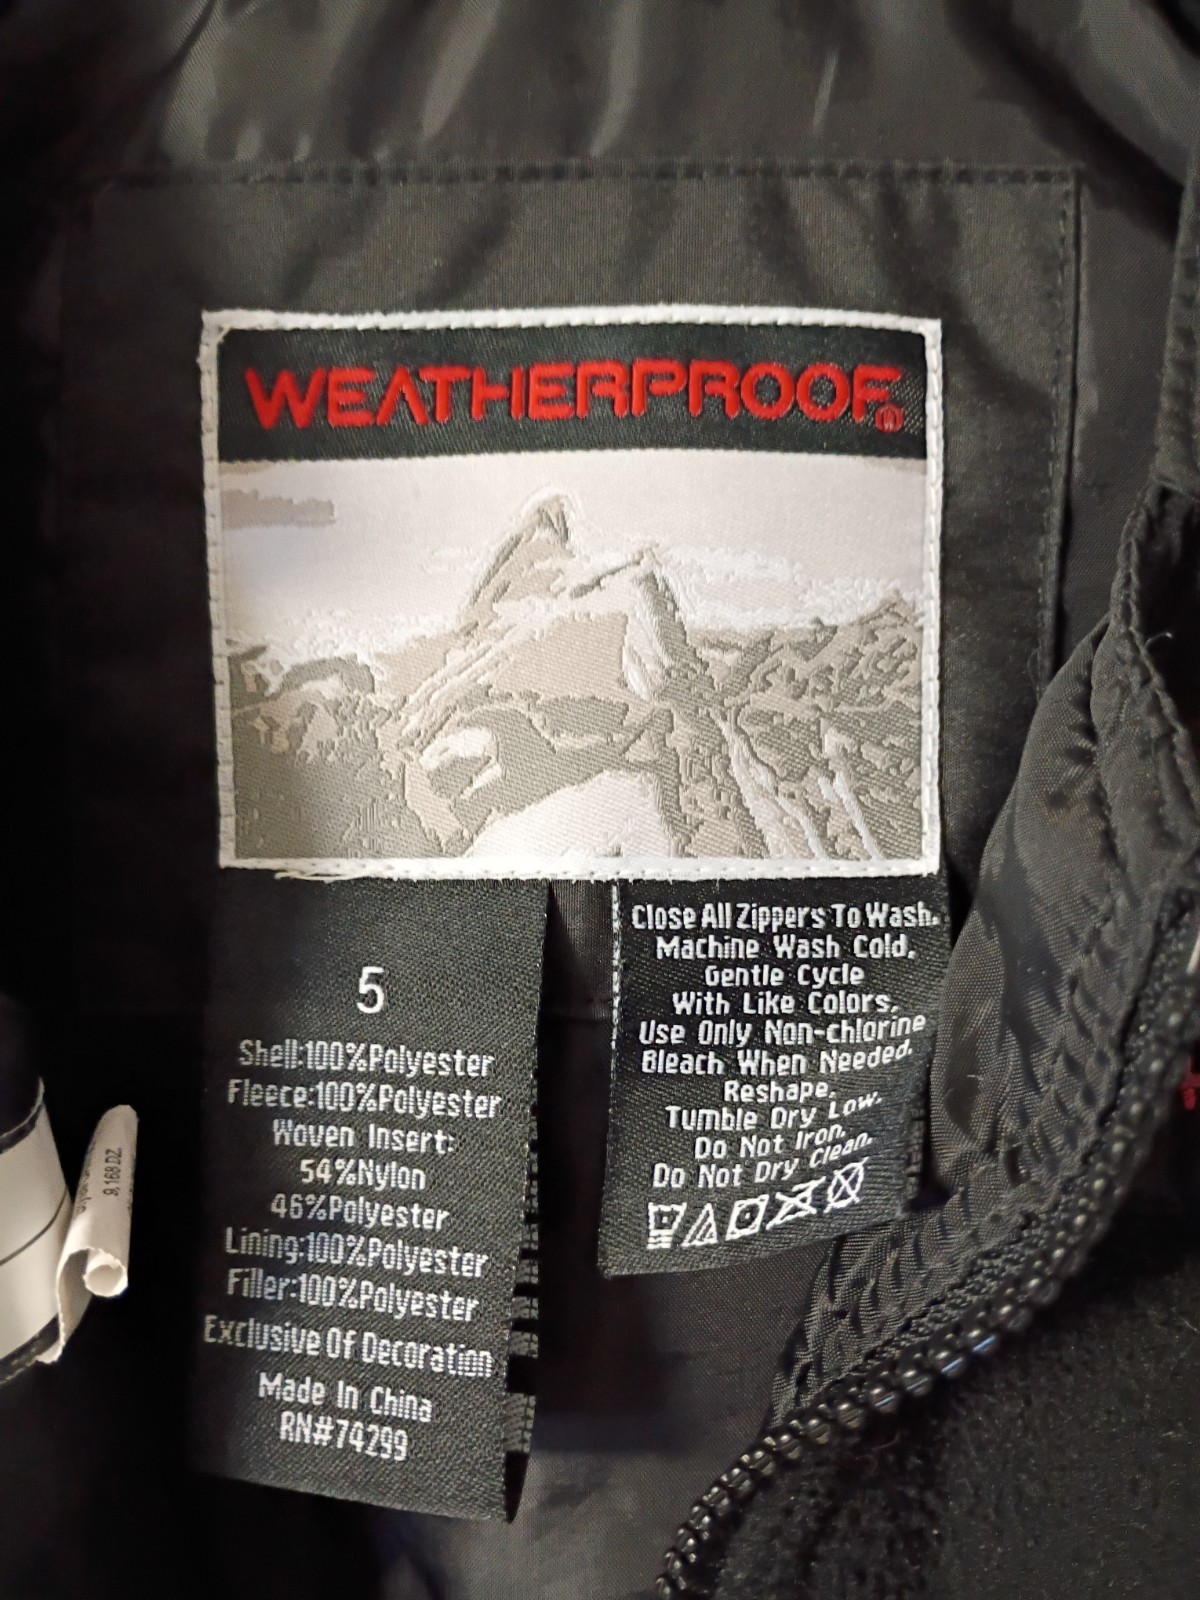 WEATHERPROOF
5
Shell:100%Polyester
Fleece:100%Polyester
Woven Insert:
54%Nylon
46%Polyester
Lining:100%Polyester
Filler:100%Polyester
Exclusive Of Decoration
Made In China
RN#74299
Close All Zippers To Wash.
Machine Wash Cold.
Gentle Cycle
With Like Colors.
Use Only Non-chlorine
Bleach When Needed.
Reshape.
Tumble Dry Low.
Do Not Iron.
Do Not Dry Clean.
9,168 DZ